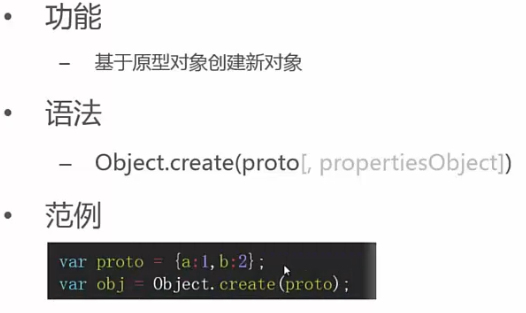 • 功能
– 基于原型对象创建新对象
• 语法
– Object.create(proto[, propertiesObject])
• 范例
var proto = {a:1,b:2};
var obj = Object.create(proto);